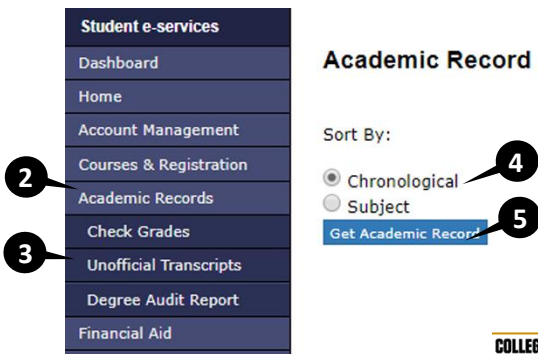 Student e-services
Dashboard
Home
Account Management
Courses & Registration
2
Academic Records
Check Grades
3
Unofficial Transcripts
Degree Audit Report
Financial Aid
Academic Record
Sort By:
Chronological
4
Subject
5
Get Academic Record
COLLEG